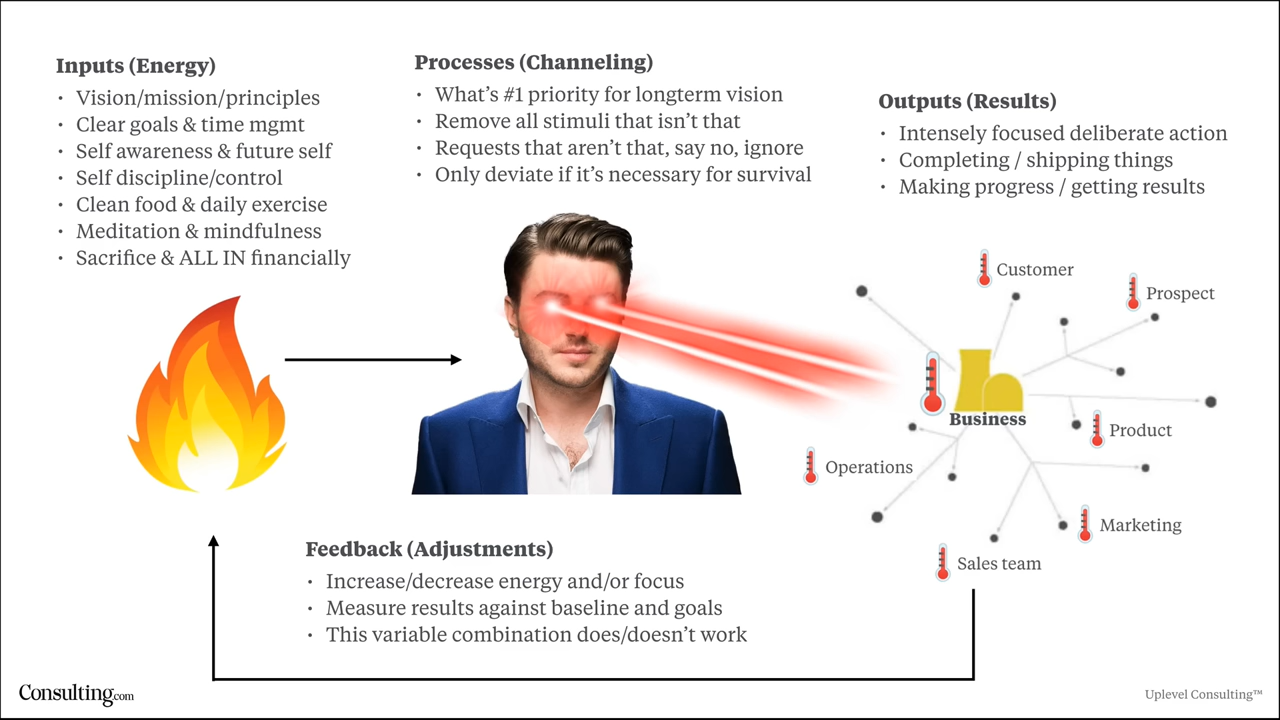 Inputs (Energy)
· Vision/mission/principles
· Clear goals & time mgmt
· Self awareness & future self
· Self discipline/control
· Clean food & daily exercise
· Meditation & mindfulness
· Sacrifice & ALL IN financially
Processes (Channeling)
· What’s #1 priority for longterm vision
· Remove all stimuli that isn’t that
· Requests that aren’t that, say no, ignore
· Only deviate if it’s necessary for survival
Outputs (Results)
· Intensely focused deliberate action
· Completing / shipping things
· Making progress / getting results
Customer
Prospect
Business
Product
Operations
Marketing
Sales team
Feedback (Adjustments)
· Increase/decrease energy and/or focus
· Measure results against baseline and goals
· This variable combination does/doesn’t work
Consulting.com
Uplevel Consulting™